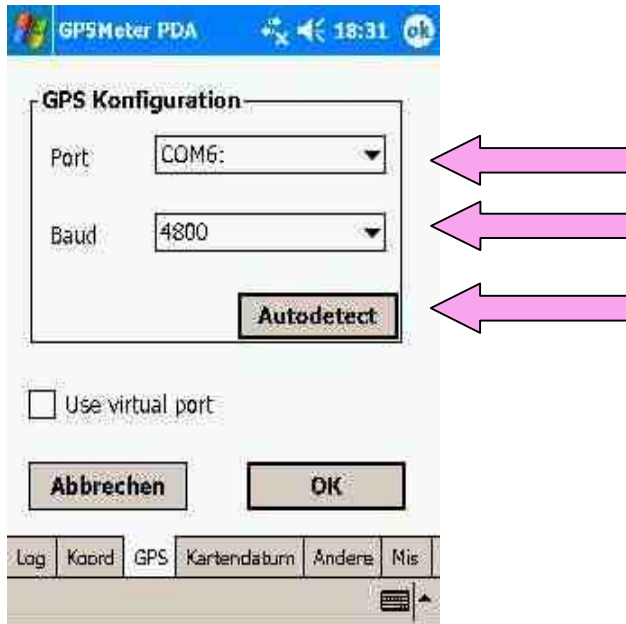 GPSMeter PDA 18:31 ok
GPS Konfiguration
Port COM6:
Baud 4800
Autodetect
Use virtual port
Abbrechen OK
Log Koord GPS Kartendatum Andere Mis